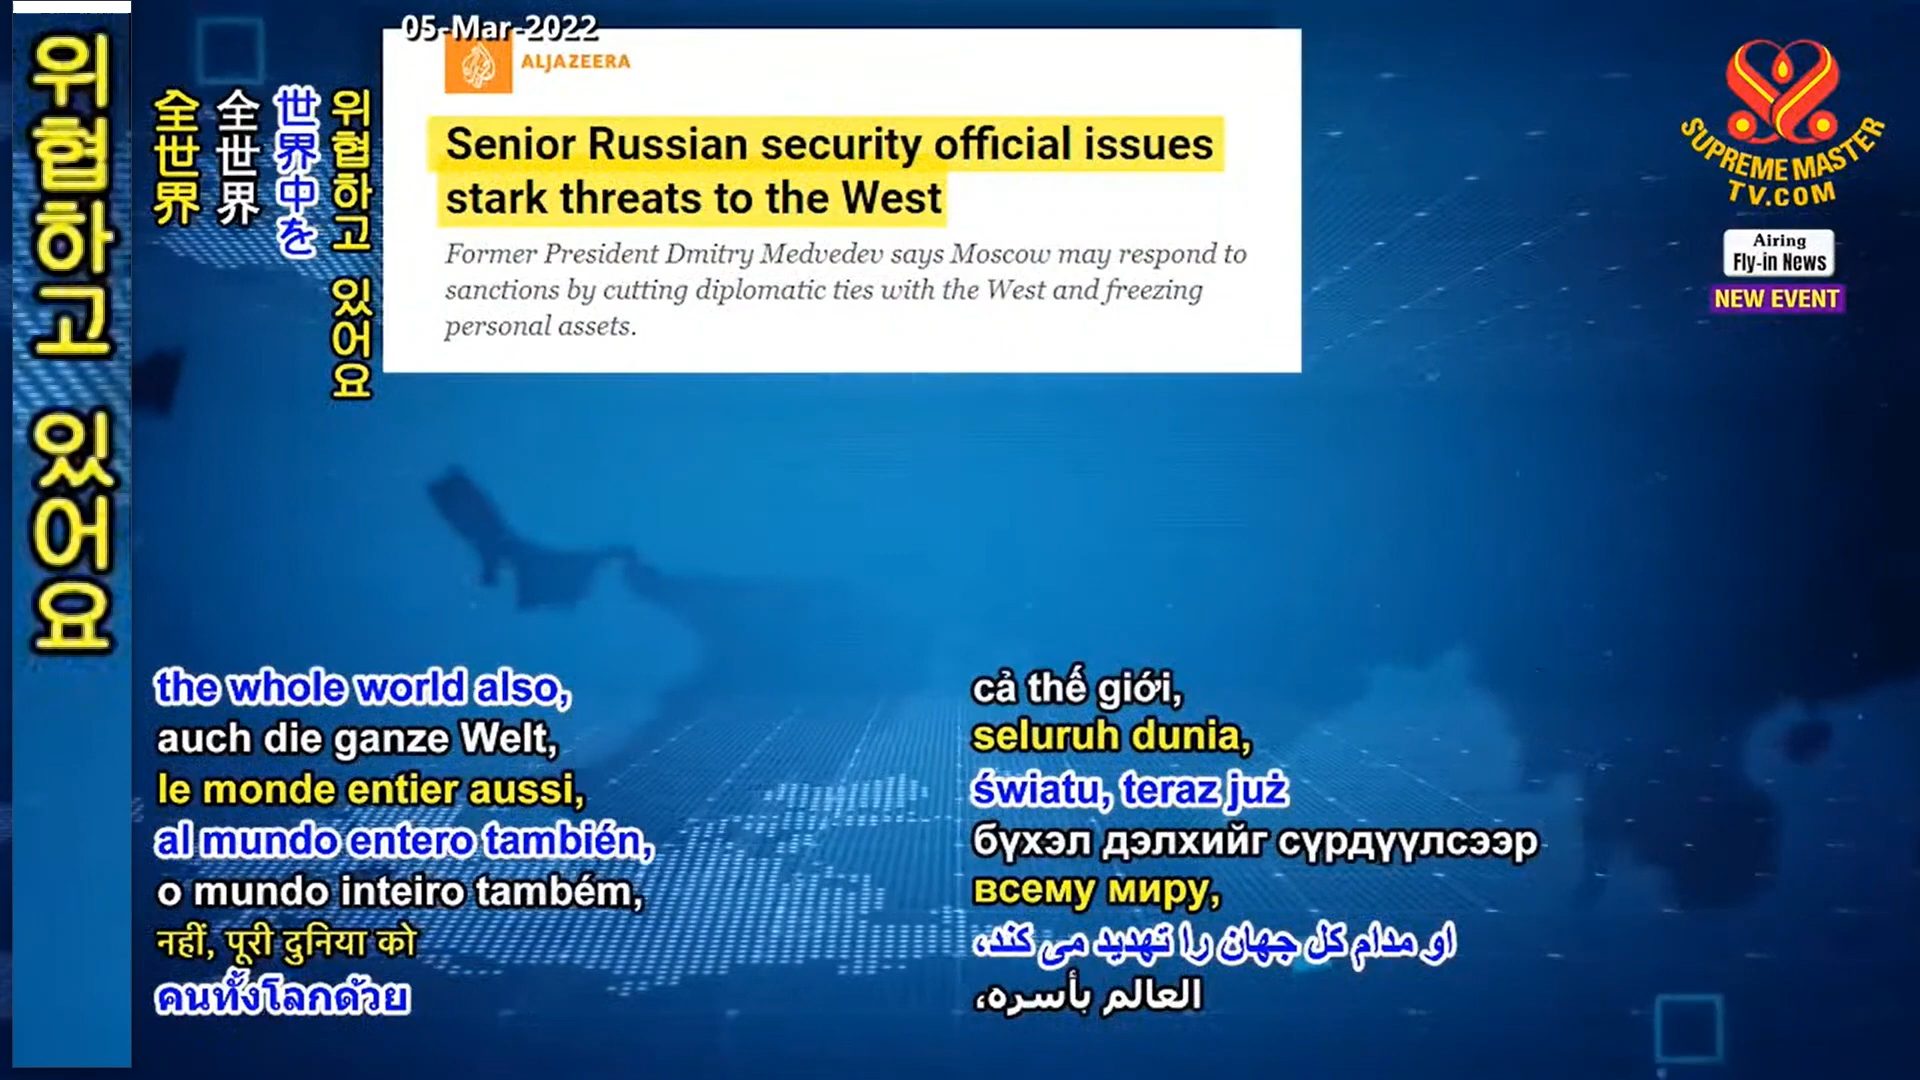 위협하고 있어요
全世界
全世界
世界中を
위협하고 있어요
05-Mar-2022
ALJAZEERA
Senior Russian security official issues
stark threats to the West
Former President Dmitry Medvedev says Moscow may respond to
sanctions by cutting diplomatic ties with the West and freezing
personal assets.
SUPREME MASTER
TV.COM
Airing
Fly-in News
NEW EVENT
the whole world also,
auch die ganze Welt,
le monde entier aussi,
al mundo entero también,
o mundo inteiro também,
नहीं, पूरी दुनिया को
คนทั้งโลกด้วย
cả thế giới,
seluruh dunia,
światu, teraz już
бүхэл дэлхийг сүрдүүлсээр
всему миру,
او مدام کل جهان را تهدید می کند،
العالم بأسره،